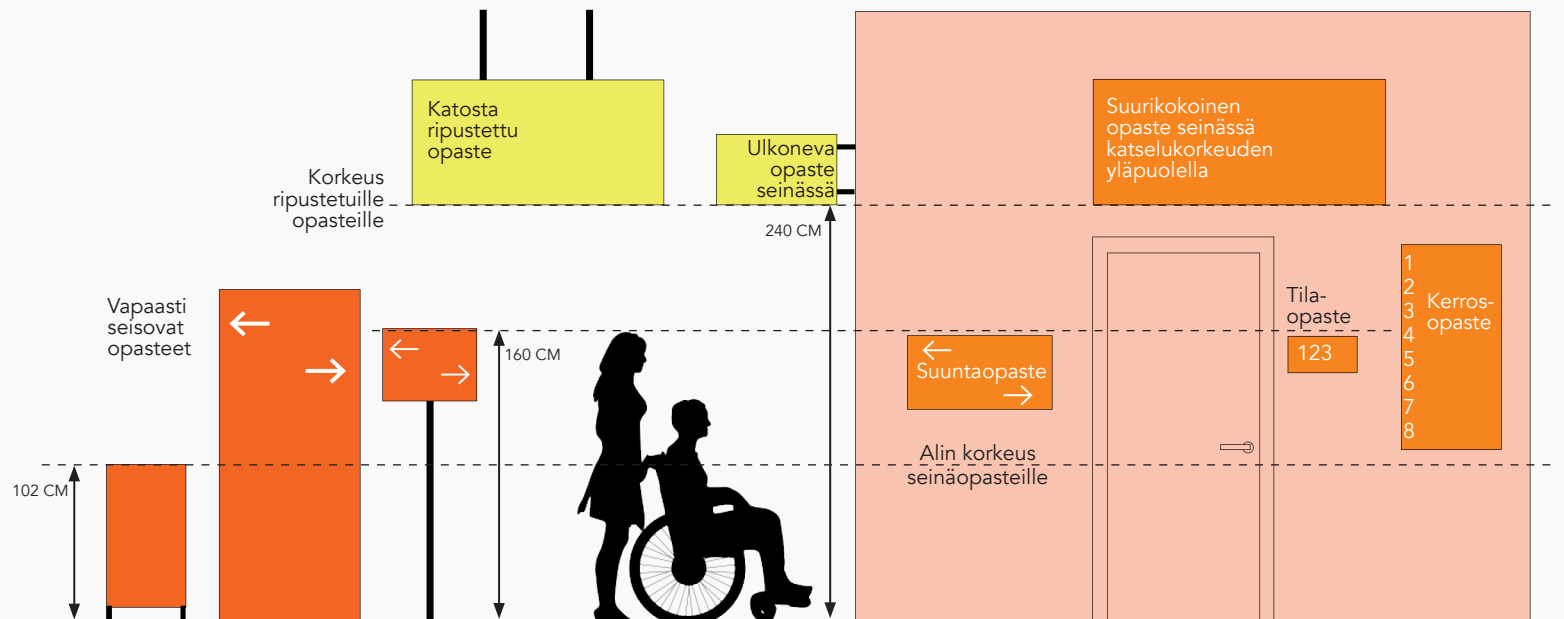 Katosta
ripustettu
opaste
Ulkoneva
opaste
seinässä
Suurikokoinen
opaste seinässä
katselukorkeuden
yläpuolella
Korkeus
ripustetuille
opasteille
240 CM
Vapaasti
seisovat
opasteet
160 CM
Suuntaopaste
Tila-
opaste
123
1
2
3
4
5
6
7
8
Kerros-
opaste
Alin korkeus
seinäopasteille
102 CM